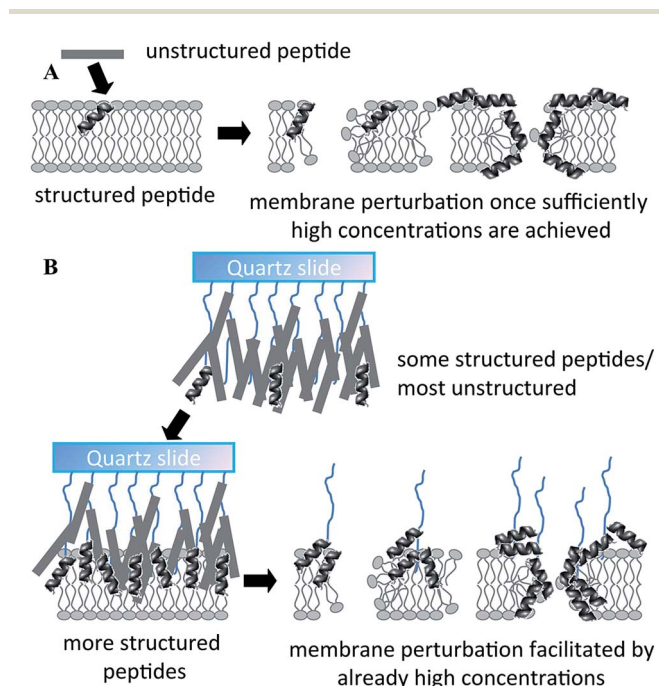 unstructured peptide
A
structured peptide
membrane perturbation once sufficiently
high concentrations are achieved
B
Quartz slide
some structured peptides/
most unstructured
Quartz slide
more structured
peptides
membrane perturbation facilitated by
already high concentrations